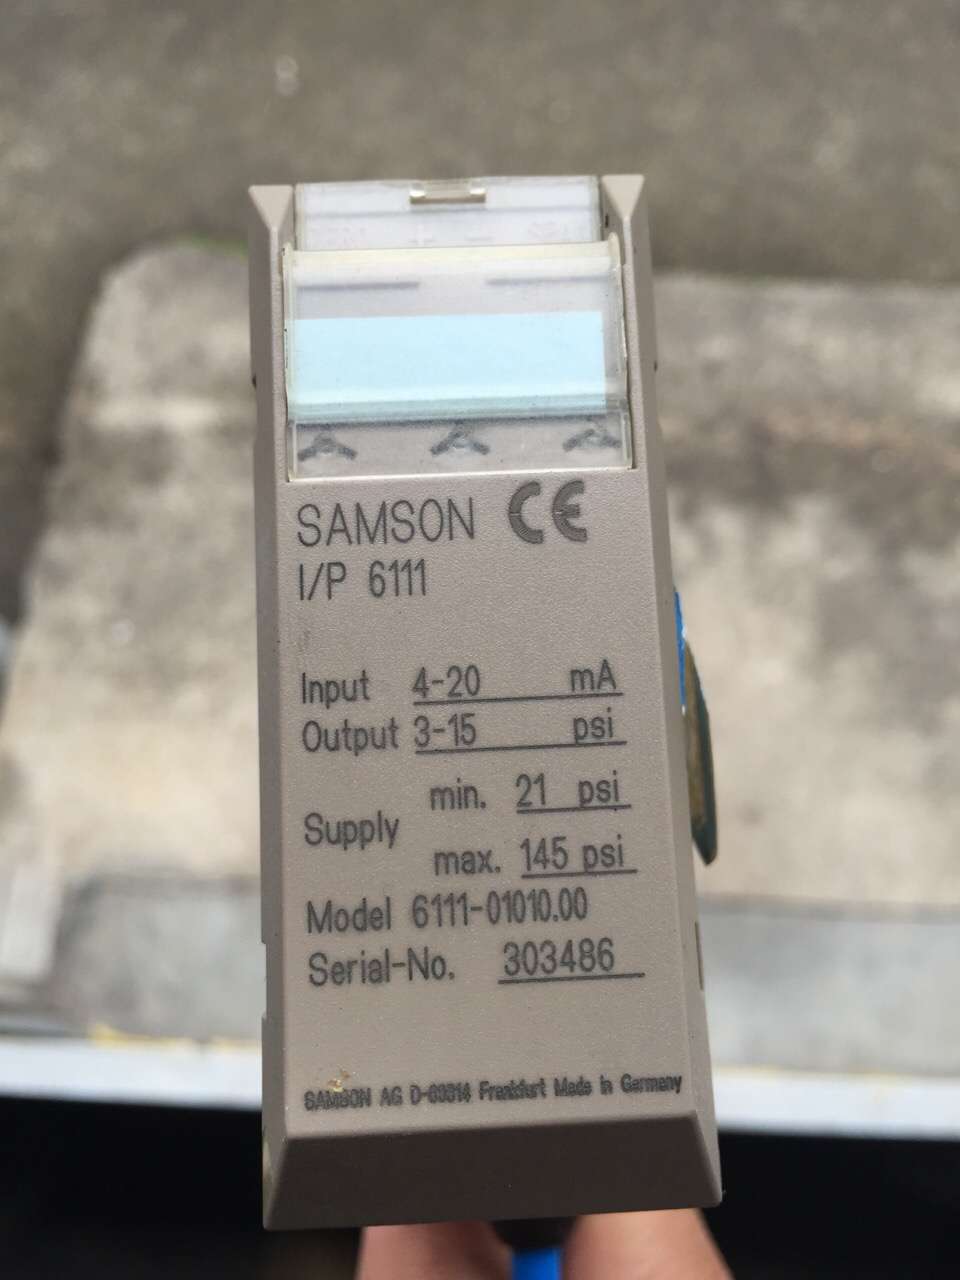 SAMSON CE
I/P 6111
Input 4-20 mA
Output 3-15 psi
Supply min. 21 psi
max. 145 psi
Model 6111-01010.00
Serial-No. 303486
SAMSON AG D-60314 Frankfurt Made in Germany